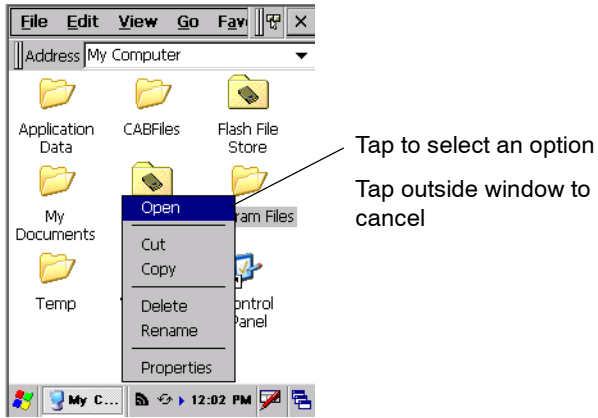 File Edit View Go Fav
Address My Computer
Application Data
CABFiles
Flash File Store
My Documents
ram Files
Temp
ontrol Panel
Open
Cut
Copy
Delete
Rename
Properties
My C... 12:02 PM
Tap to select an option
Tap outside window to
cancel